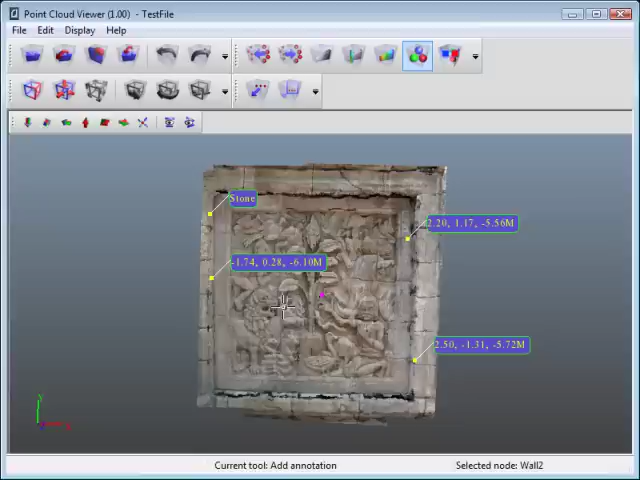 Point Cloud Viewer (1.00) - TestFile
File Edit Display Help
Stone
2.20, 1.17, -5.56M
-1.74, 0.28, -6.10M
2.50, -1.31, -5.72M
Y
X
Current tool: Add annotation
Selected node: Wall2